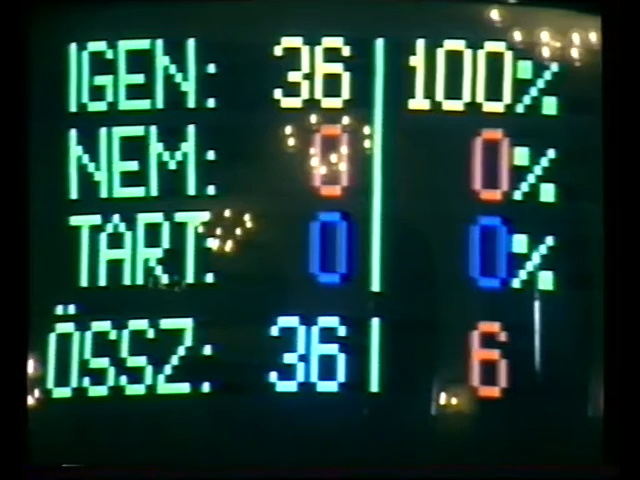 IGEN: 36 | 100%
NEM: 0 | 0%
TART: 0 | 0%
ÖSSZ: 36 | 6